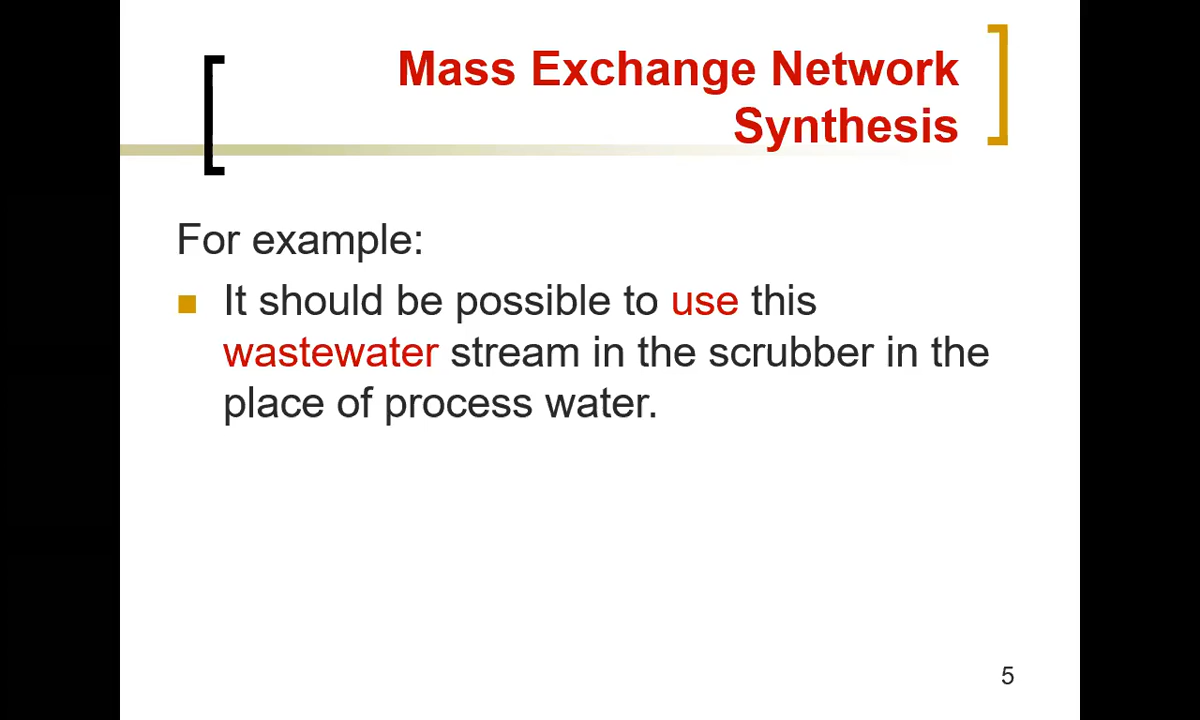 Mass Exchange Network
Synthesis
For example:
It should be possible to use this
wastewater stream in the scrubber in the
place of process water.
5